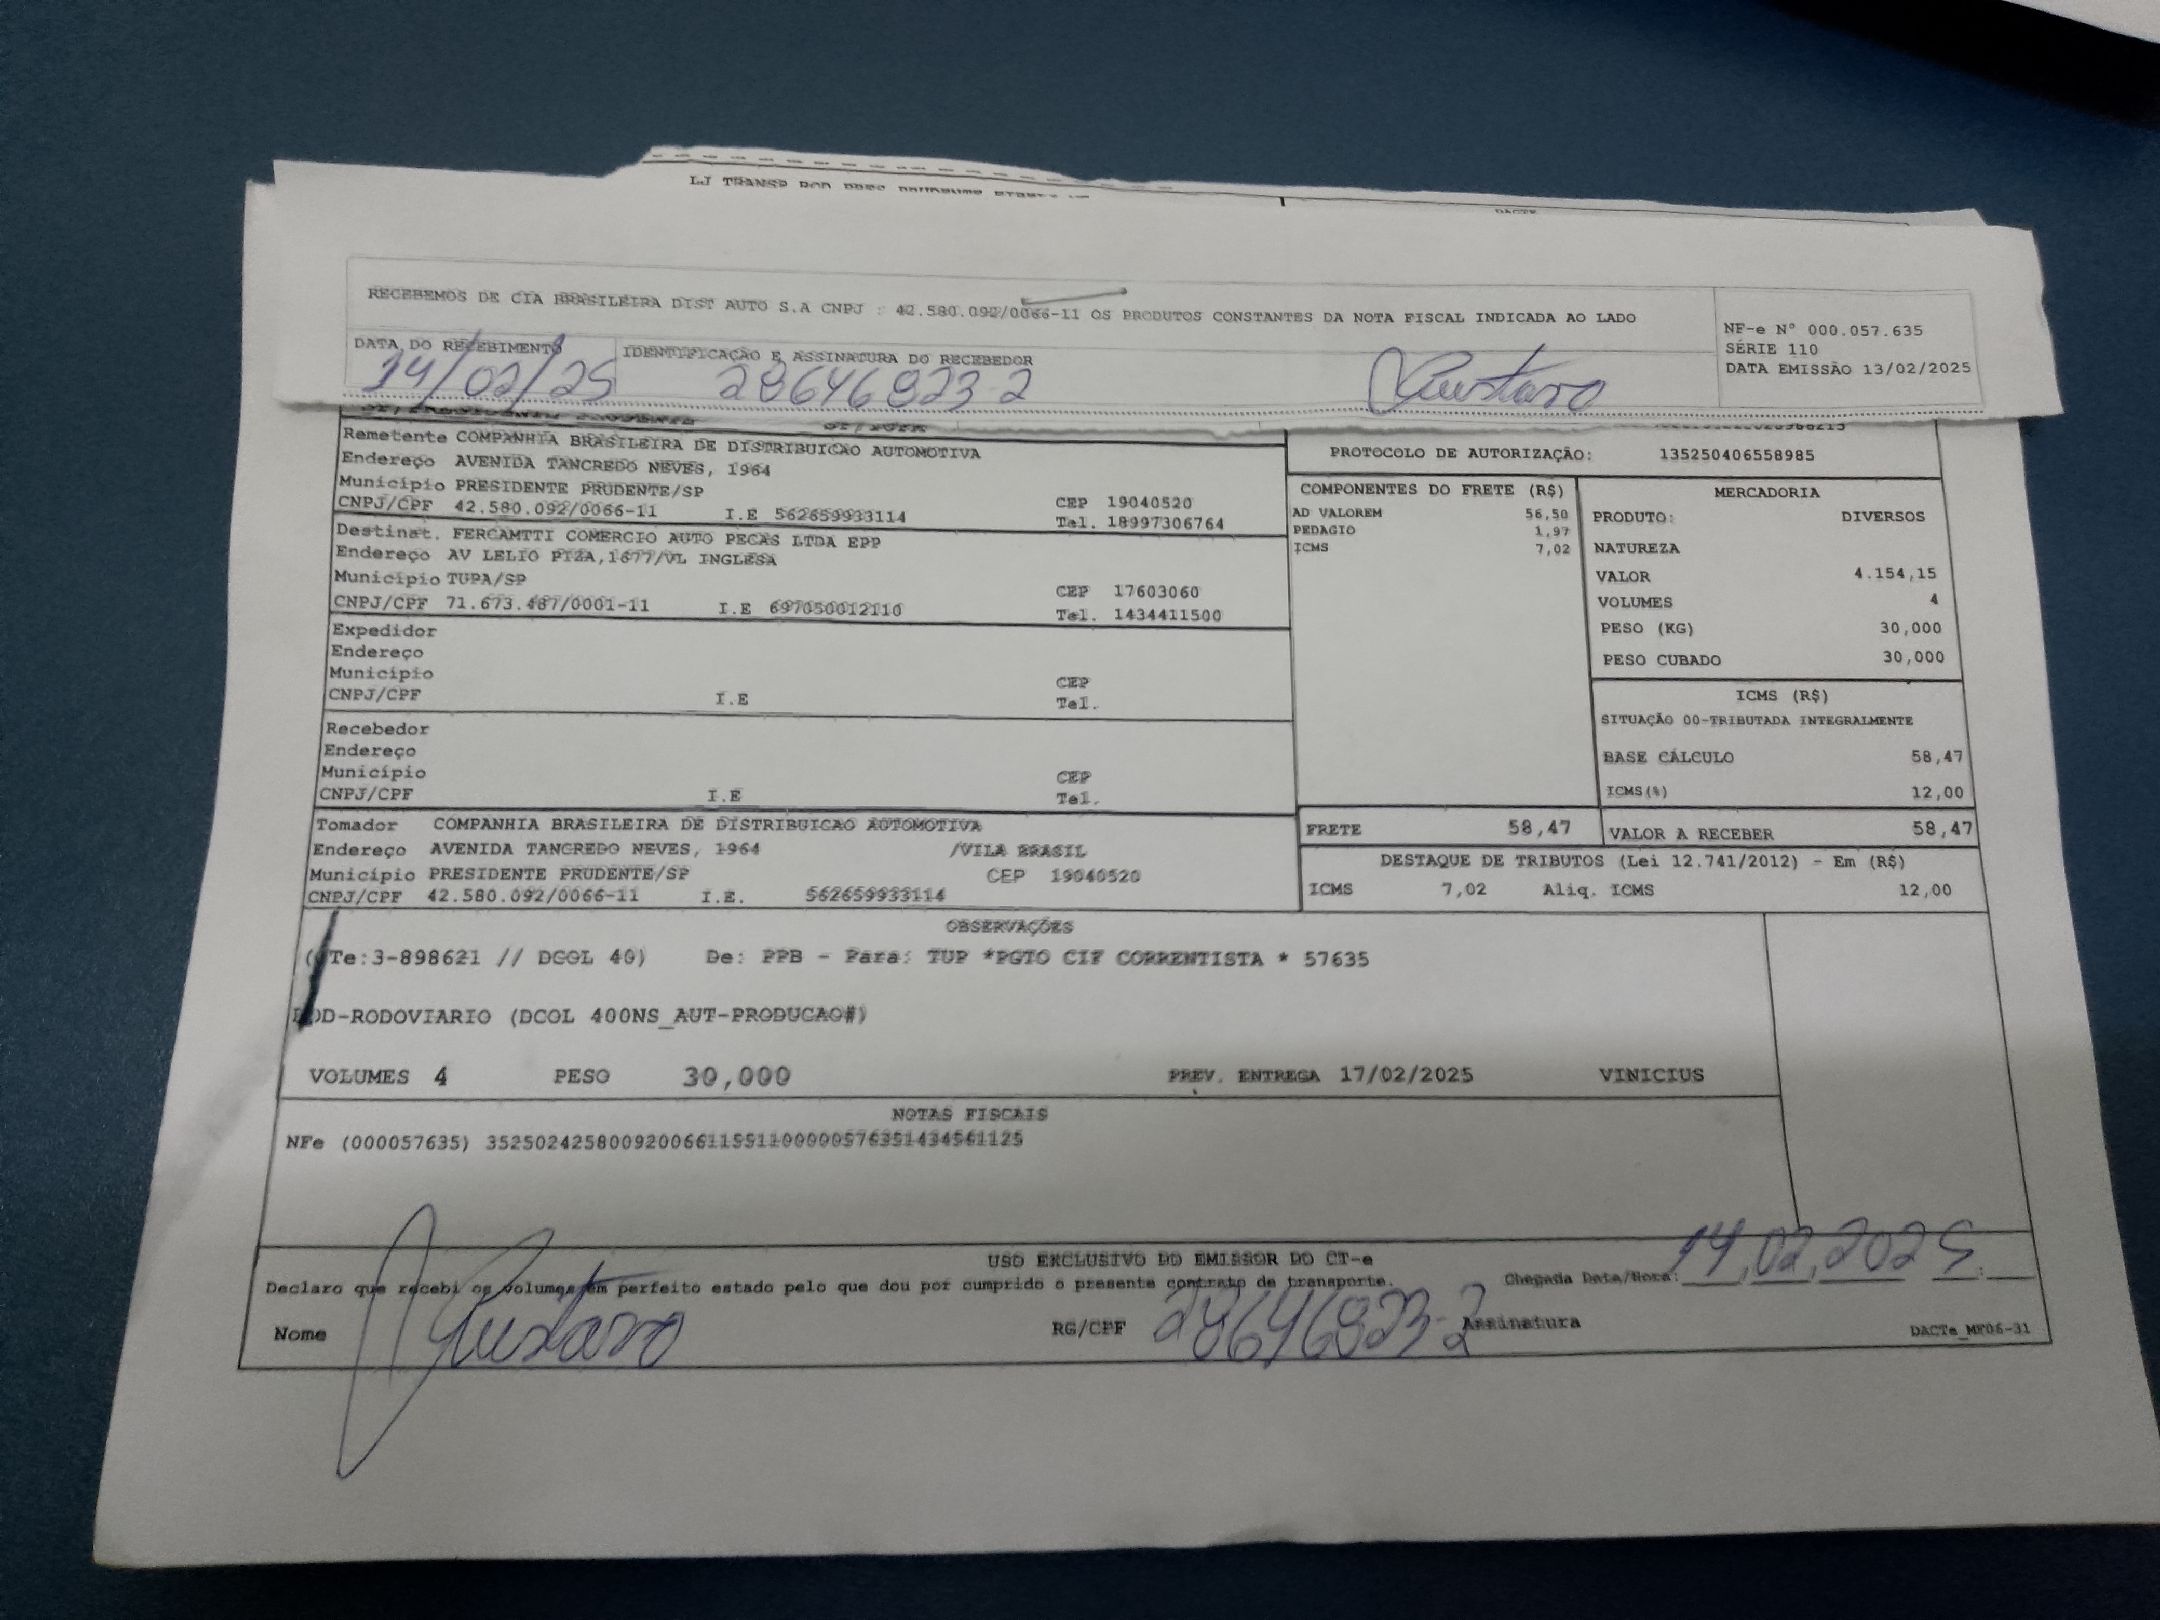 LJ TRANSP ROD PRES PRUDENTE
DACTE
RECEBEMOS DE CIA BRASILEIRA DIST AUTO S.A CNPJ : 42.580.092/0066-11 OS PRODUTOS CONSTANTES DA NOTA FISCAL INDICADA AO LADO
NF-e Nº 000.057.635
SÉRIE 110
DATA EMISSÃO 13/02/2025
DATA DO RECEBIMENTO
IDENTIFICAÇÃO E ASSINATURA DO RECEBEDOR
14/02/25 28646823-2 Gustavo
Remetente COMPANHIA BRASILEIRA DE DISTRIBUICAO AUTOMOTIVA
Endereço AVENIDA TANCREDO NEVES, 1964
Município PRESIDENTE PRUDENTE/SP CEP 19040520
CNPJ/CPF 42.580.092/0066-11 I.E 562659933114 Tel. 18997306764
Destinat. FERCAMTTI COMERCIO AUTO PECAS LTDA EPP
Endereço AV LELIO PIZA,1677/VL INGLESA
Município TUPA/SP CEP 17603060
CNPJ/CPF 71.673.487/0001-11 I.E 697050012110 Tel. 1434411500
Expedidor
Endereço
Município CEP
CNPJ/CPF I.E Tel.
Recebedor
Endereço
Município CEP
CNPJ/CPF I.E Tel.
Tomador COMPANHIA BRASILEIRA DE DISTRIBUICAO AUTOMOTIVA
Endereço AVENIDA TANCREDO NEVES, 1964 /VILA BRASIL
Município PRESIDENTE PRUDENTE/SP CEP 19040520
CNPJ/CPF 42.580.092/0066-11 I.E. 562659933114
PROTOCOLO DE AUTORIZAÇÃO: 135250406558985
COMPONENTES DO FRETE (R$)
AD VALOREM 56,50
PEDAGIO 1,97
ICMS 7,02
MERCADORIA
PRODUTO: DIVERSOS
NATUREZA
VALOR 4.154,15
VOLUMES 4
PESO (KG) 30,000
PESO CUBADO 30,000
ICMS (R$)
SITUAÇÃO 00-TRIBUTADA INTEGRALMENTE
BASE CÁLCULO 58,47
ICMS(%) 12,00
FRETE 58,47 VALOR A RECEBER 58,47
DESTAQUE DE TRIBUTOS (Lei 12.741/2012) - Em (R$)
ICMS 7,02 Aliq. ICMS 12,00
OBSERVAÇÕES
(CTe:3-898621 // DCOL 40) De: PPB - Para: TUP *PGTO CIF CORRENTISTA * 57635
ROD-RODOVIARIO (DCOL 400NS_AUT-PRODUCAO#)
VOLUMES 4 PESO 30,000 PREV. ENTREGA 17/02/2025 VINICIUS
NOTAS FISCAIS
NFe (000057635) 35250242580092006611551100000576351434561125
USO EXCLUSIVO DO EMISSOR DO CT-e
Declaro que recebi os volumes em perfeito estado pelo que dou por cumprido o presente contrato de transporte. Chegada Data/Hora: 14,02,2025 :
Nome Gustavo RG/CPF 28646823-2 Assinatura DACTe_MF06-31